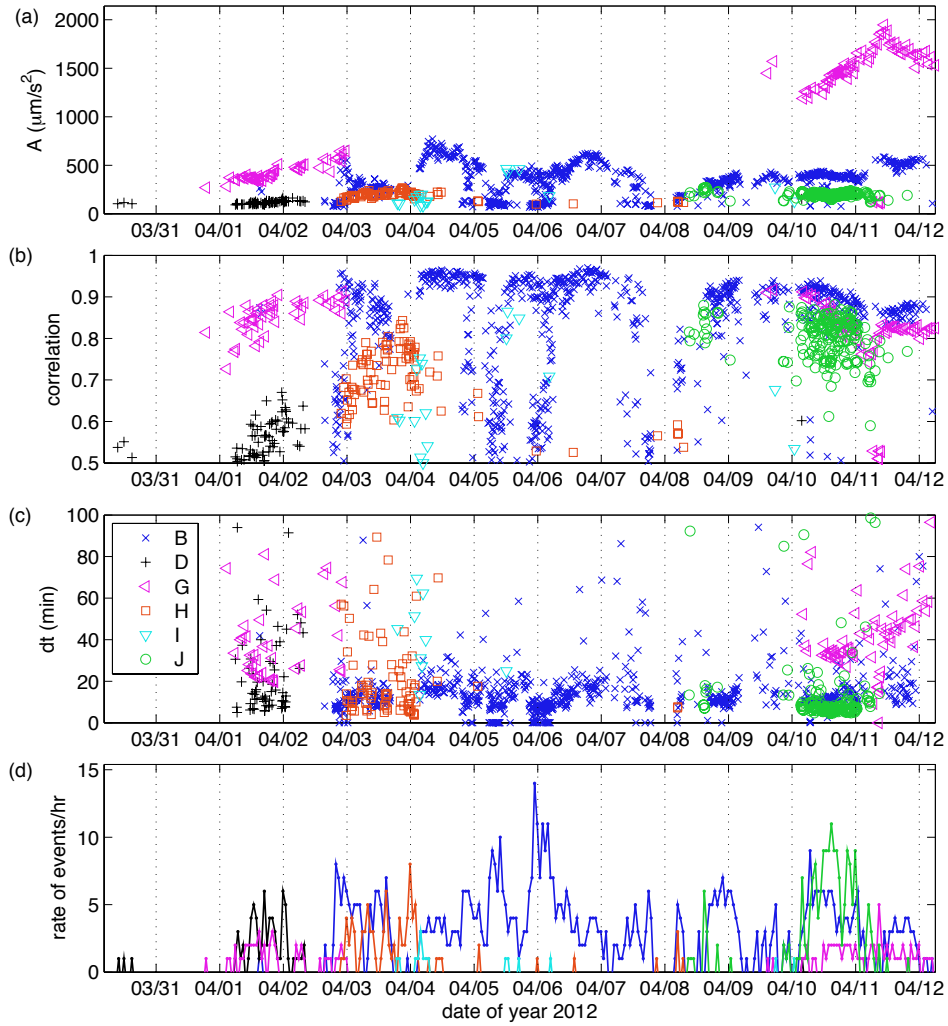 (a)
2000
1500
1000
500
0
A (μm/s²)
03/31 04/01 04/02 04/03 04/04 04/05 04/06 04/07 04/08 04/09 04/10 04/11 04/12
(b)
1
0.9
0.8
0.7
0.6
0.5
correlation
03/31 04/01 04/02 04/03 04/04 04/05 04/06 04/07 04/08 04/09 04/10 04/11 04/12
(c)
100
80
60
40
20
0
dt (min)
B
D
G
H
I
J
03/31 04/01 04/02 04/03 04/04 04/05 04/06 04/07 04/08 04/09 04/10 04/11 04/12
(d)
15
10
5
0
rate of events/hr
03/31 04/01 04/02 04/03 04/04 04/05 04/06 04/07 04/08 04/09 04/10 04/11 04/12
date of year 2012